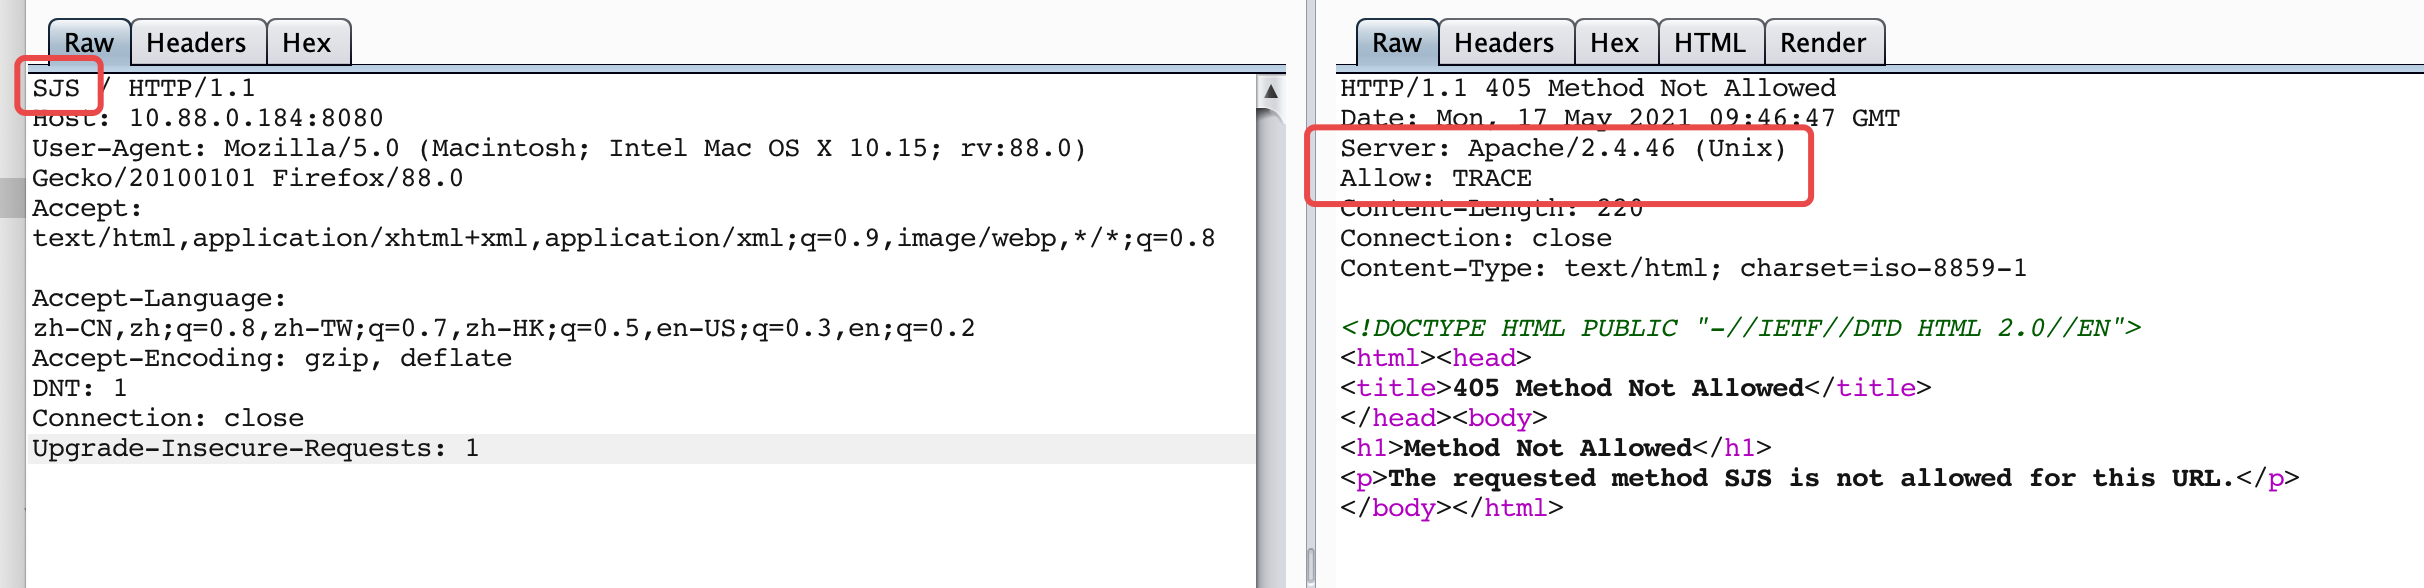 Raw Headers Hex
SJS / HTTP/1.1
Host: 10.88.0.184:8080
User-Agent: Mozilla/5.0 (Macintosh; Intel Mac OS X 10.15; rv:88.0)
Gecko/20100101 Firefox/88.0
Accept:
text/html,application/xhtml+xml,application/xml;q=0.9,image/webp,*/*;q=0.8
Accept-Language:
zh-CN,zh;q=0.8,zh-TW;q=0.7,zh-HK;q=0.5,en-US;q=0.3,en;q=0.2
Accept-Encoding: gzip, deflate
DNT: 1
Connection: close
Upgrade-Insecure-Requests: 1
Raw Headers Hex HTML Render
HTTP/1.1 405 Method Not Allowed
Date: Mon, 17 May 2021 09:46:47 GMT
Server: Apache/2.4.46 (Unix)
Allow: TRACE
Content-Length: 220
Connection: close
Content-Type: text/html; charset=iso-8859-1
<!DOCTYPE HTML PUBLIC "-//IETF//DTD HTML 2.0//EN">
<html><head>
<title>405 Method Not Allowed</title>
</head><body>
<h1>Method Not Allowed</h1>
<p>The requested method SJS is not allowed for this URL.</p>
</body></html>